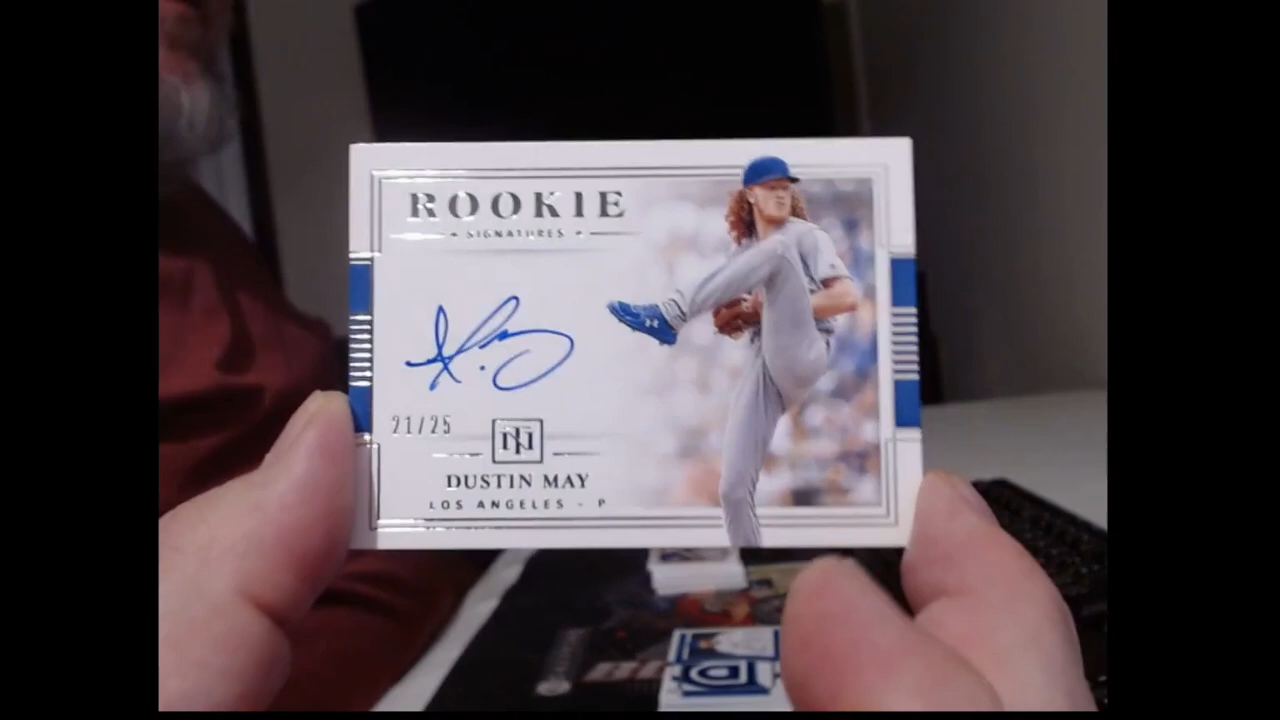 ROOKIE
SIGNATURES
21/25
DUSTIN MAY
LOS ANGELES - P